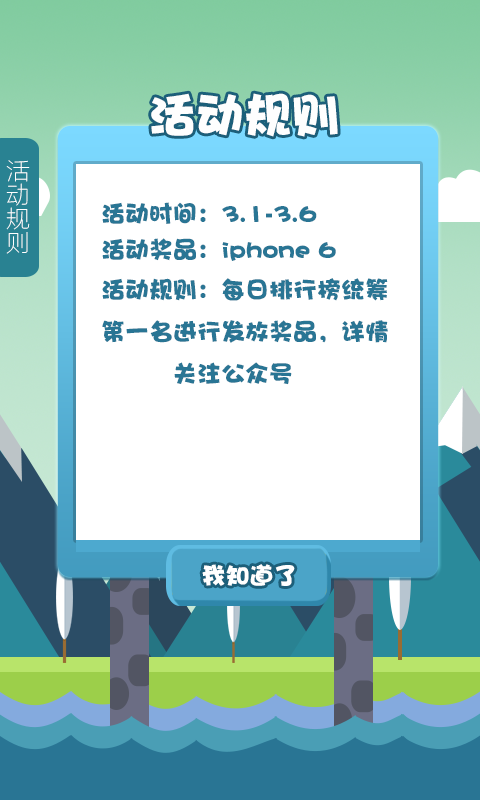 活动规则
活动规则
活动时间：3.1-3.6
活动奖品：iphone 6
活动规则：每日排行榜统筹
第一名进行发放奖品，详情
关注公众号
我知道了